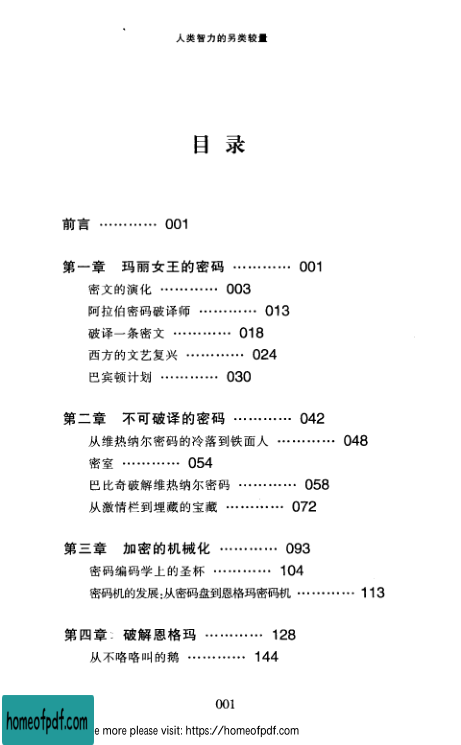 人类智力的另类较量
目 录
前言 ………… 001
第一章 玛丽女王的密码 ………… 001
密文的演化 ………… 003
阿拉伯密码破译师 ………… 013
破译一条密文 ………… 018
西方的文艺复兴 ………… 024
巴宾顿计划 ………… 030
第二章 不可破译的密码 ………… 042
从维热纳尔密码的冷落到铁面人 ………… 048
密室 ………… 054
巴比奇破解维热纳尔密码 ………… 058
从激情栏到埋藏的宝藏 ………… 072
第三章 加密的机械化 ………… 093
密码编码学上的圣杯 ………… 104
密码机的发展：从密码盘到恩格玛密码机 ………… 113
第四章 破解恩格玛 ………… 128
从不咯咯叫的鹅 ………… 144
001
homeofpdf.com
e more please visit: https://homeofpdf.com